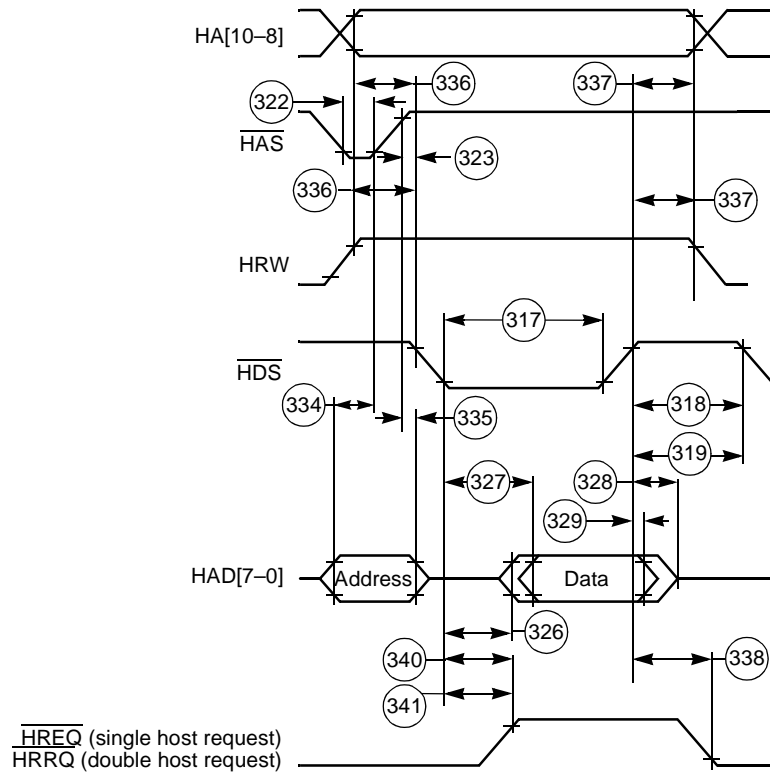 HA[10–8]
336
337
322
HAS
323
336
337
HRW
317
HDS
334
335
318
319
327
328
329
HAD[7–0]
Address
Data
326
340
338
341
HREQ (single host request)
HRRQ (double host request)